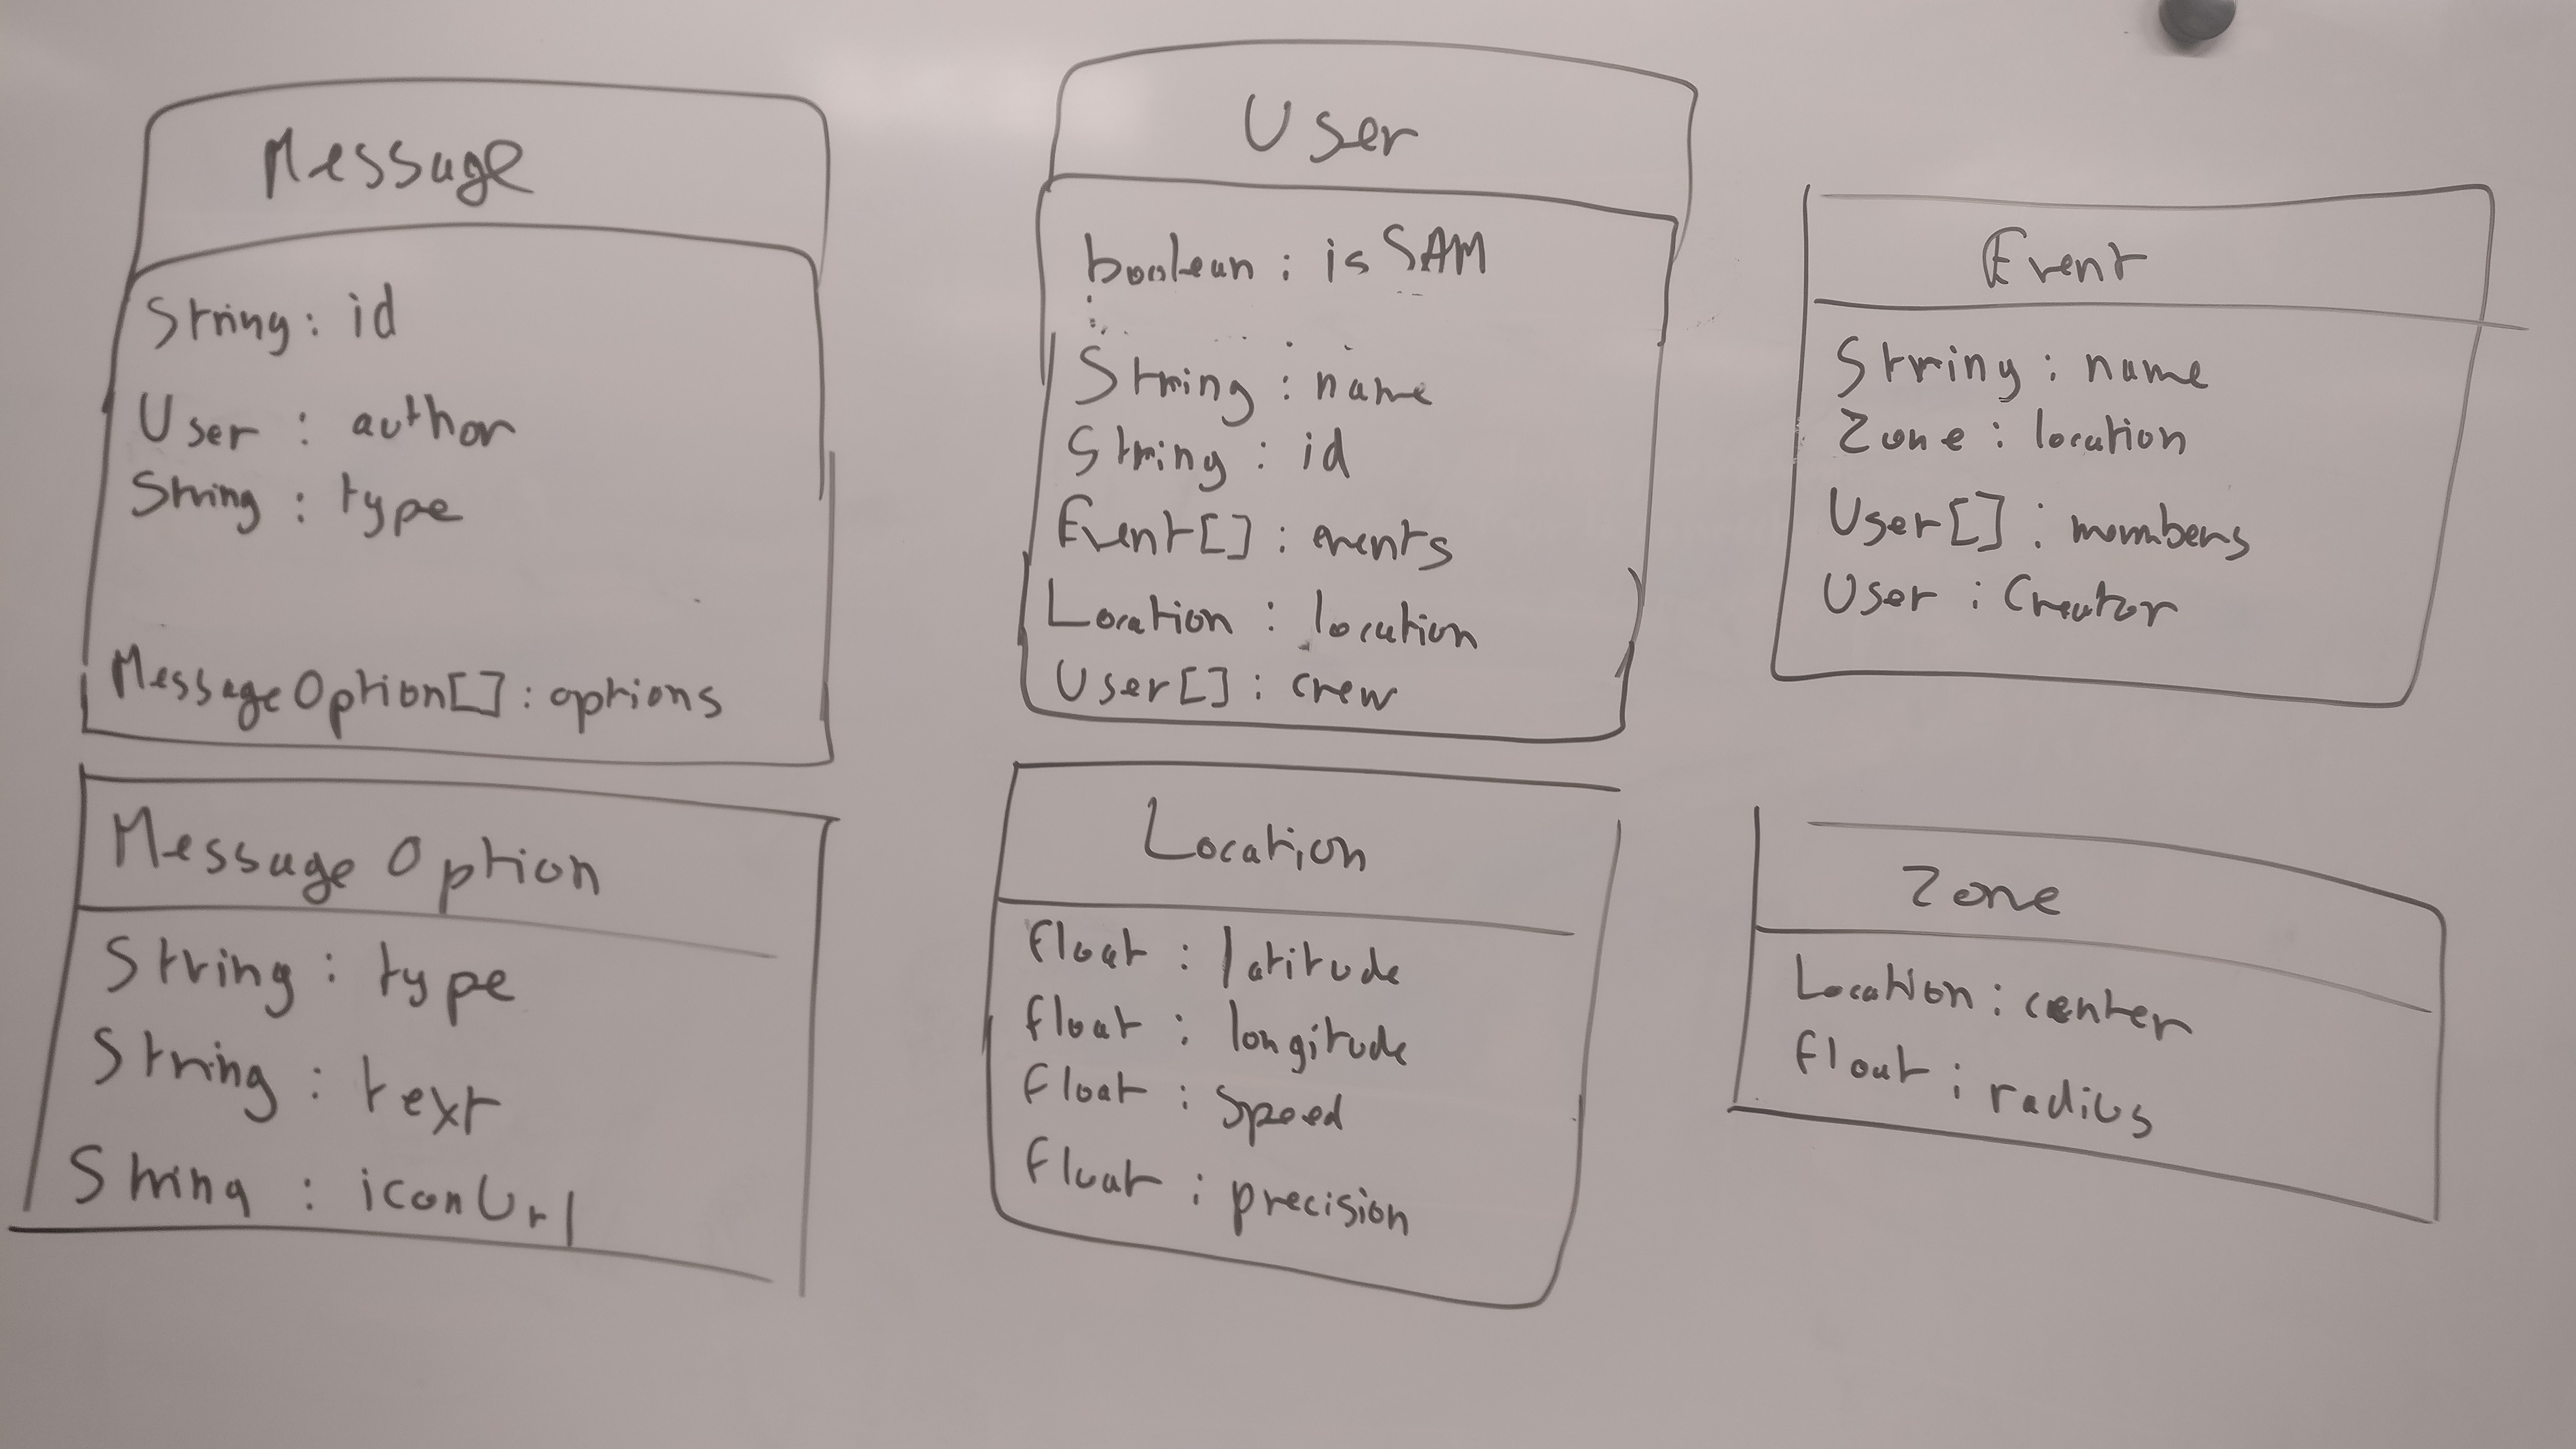 Message
String: id
User : author
String : type
MessageOption[] : options
Message Option
String : type
String : text
String : iconUrl
User
boolean : isSAM
String : name
String : id
Event[] : events
Location : location
User[] : crew
Location
Float : latitude
Float : longitude
Float : speed
Float : precision
Event
String : name
Zone : location
User[] : members
User : Creator
Zone
Location : center
Float : radius